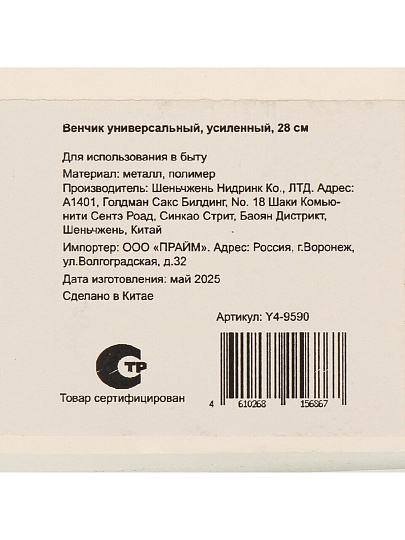 Венчик универсальный, усиленный, 28 см
Для использования в быту
Материал: металл, полимер
Производитель: Шеньчжень Нидринк Ко., ЛТД. Адрес:
А1401, Голдман Сакс Билдинг, No. 18 Шаки Комью-
нити Сентэ Роад, Синкао Стрит, Баоян Дистрикт,
Шеньчжень, Китай
Импортер: ООО «ПРАЙМ». Адрес: Россия, г.Воронеж,
ул.Волгоградская, д.32
Дата изготовления: май 2025
Сделано в Китае
Артикул: Y4-9590
ТР
Товар сертифицирован
4 610268 156867